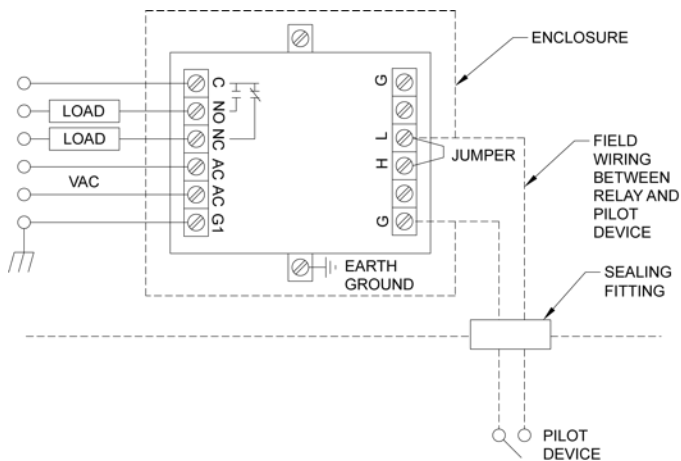 ENCLOSURE
C
NO
NC
AC
AC
G1
LOAD
LOAD
VAC
G
L
H
G
JUMPER
FIELD
WIRING
BETWEEN
RELAY AND
PILOT
DEVICE
EARTH
GROUND
SEALING
FITTING
PILOT
DEVICE